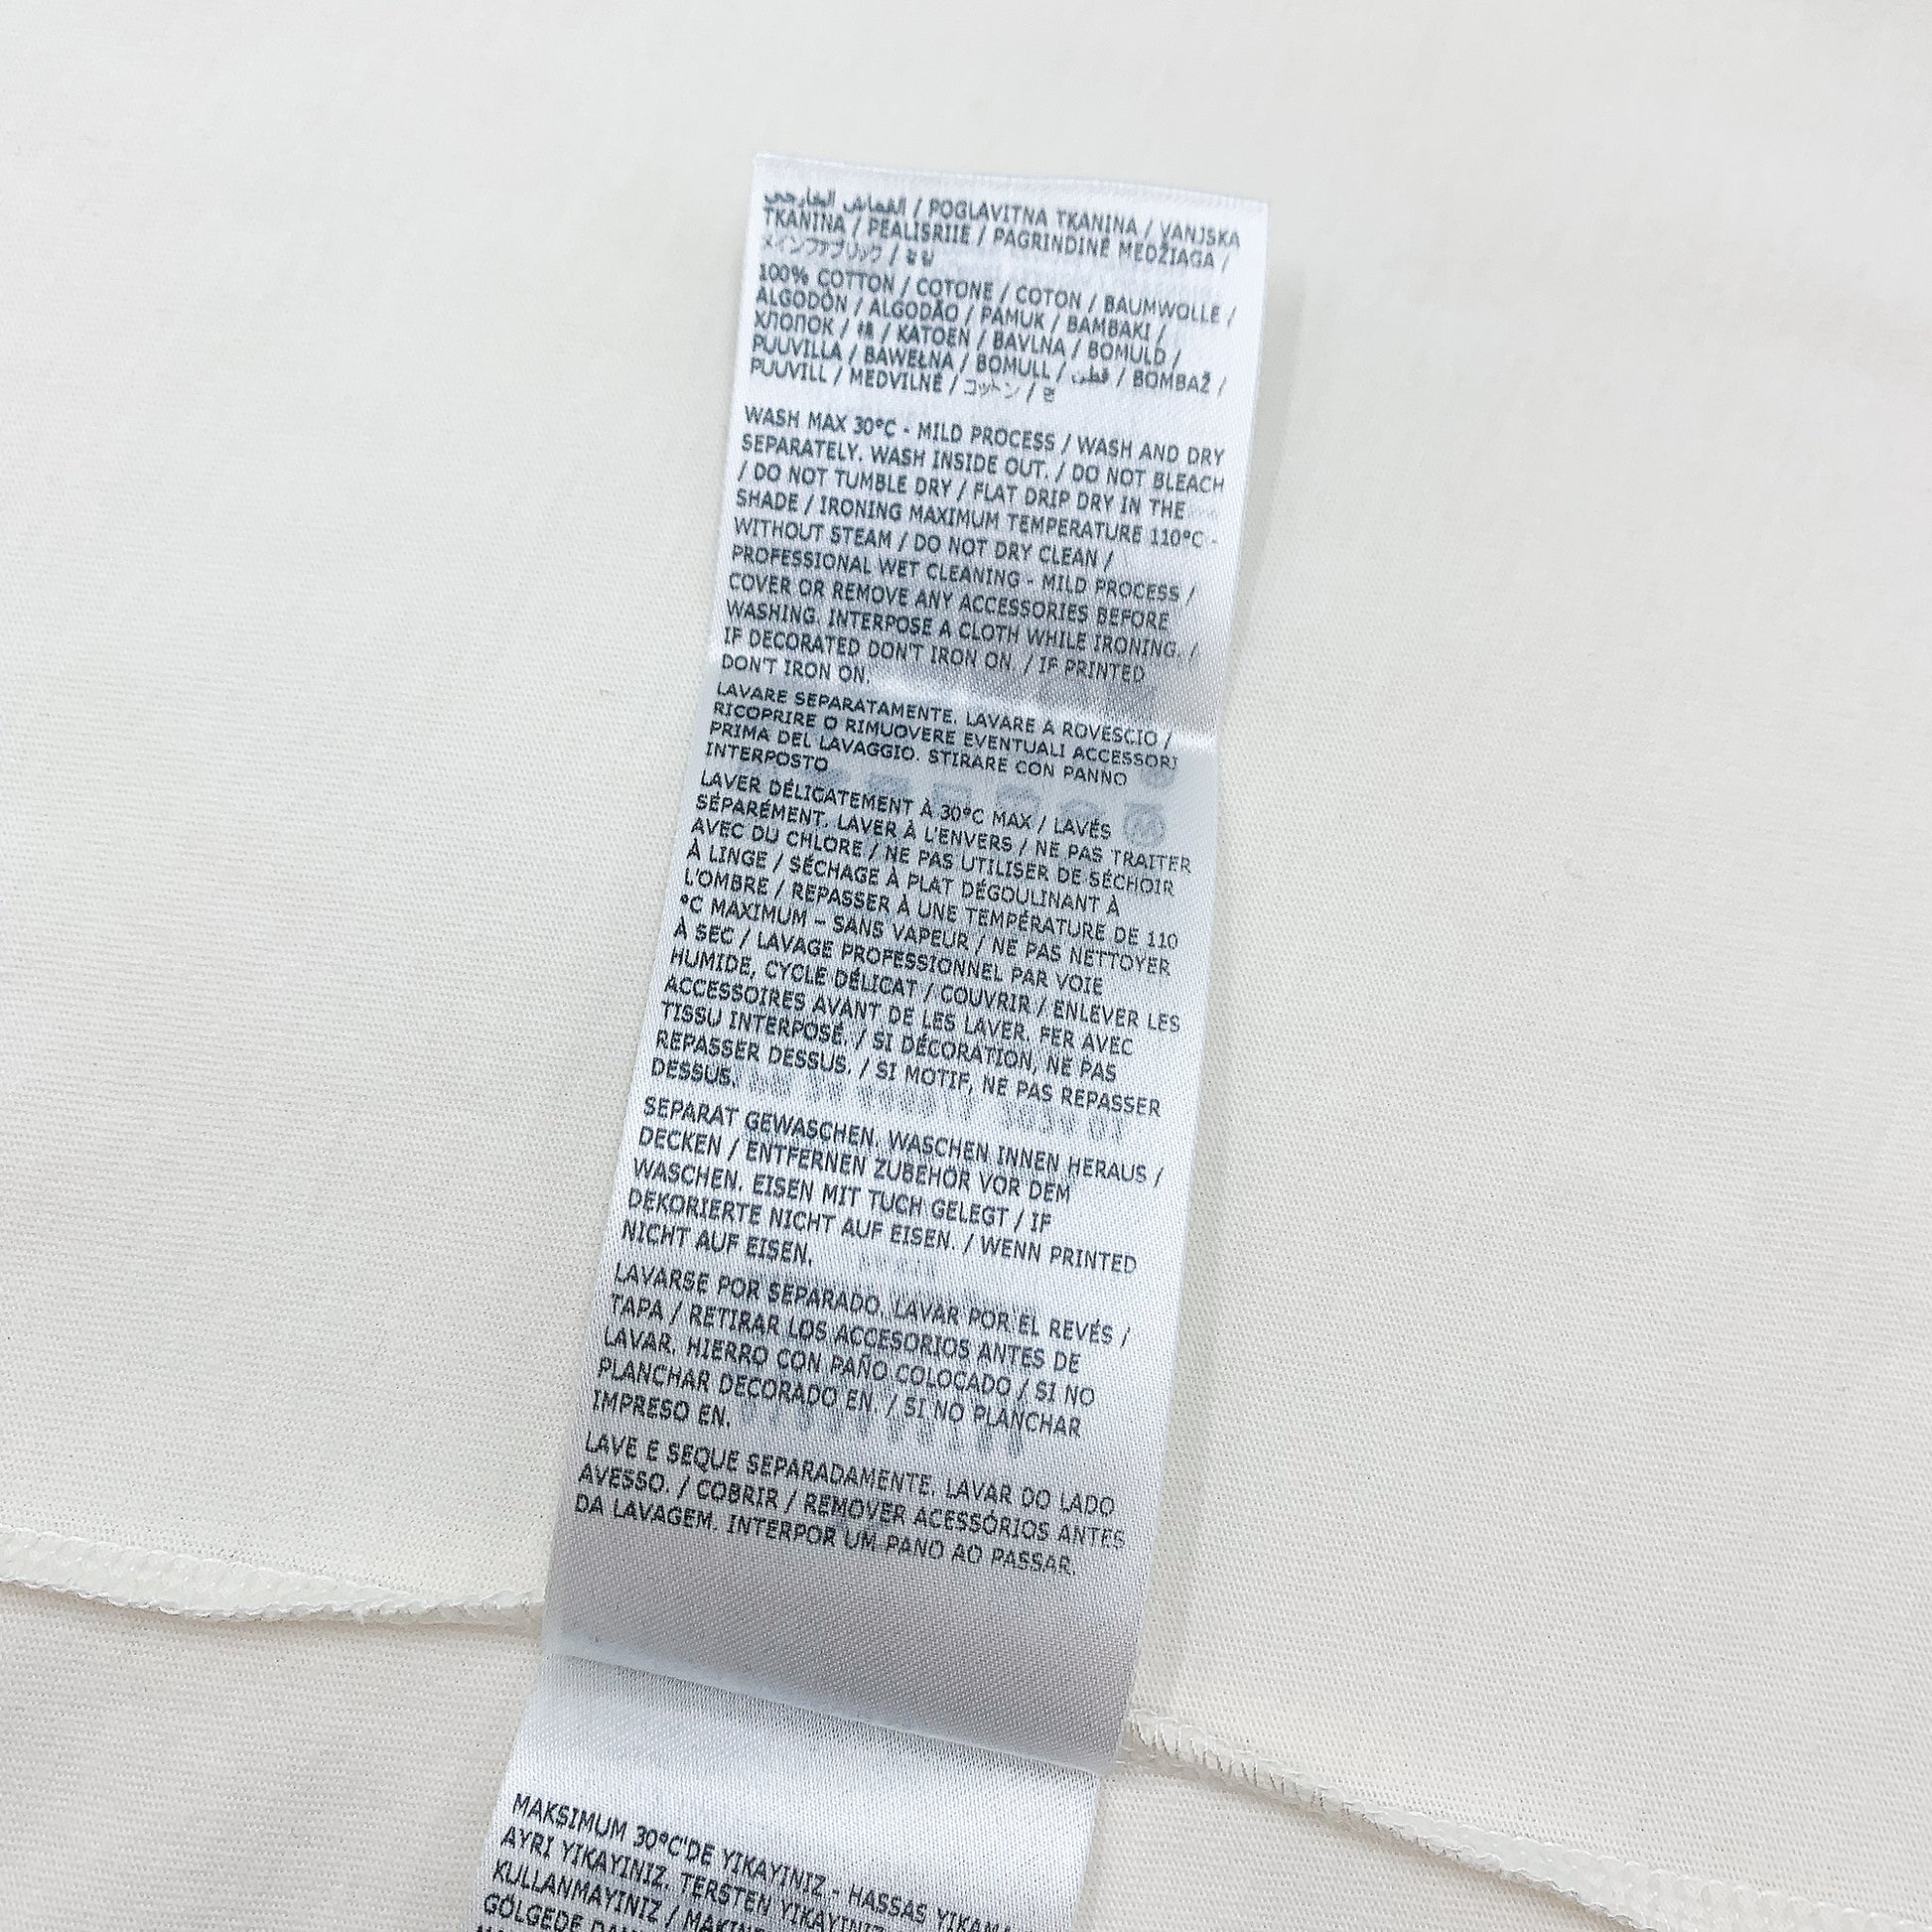 القماش الخارجي / POGLAVITNA TKANINA / VANJSKA
TKANINA / PEALISRIIE / PAGRINDINĖ MEDŽIAGA /
メインファブリック / 겉감
100% COTTON / COTONE / COTON / BAUMWOLLE /
ALGODÓN / ALGODÃO / PAMUK / BAMBAKI /
ХЛОПОК / 棉 / KATOEN / BAVLNA / BOMULD /
PUUVILLA / BAWEŁNA / BOMULL / قطن / BOMBAŽ /
PUUVILL / MEDVILNĖ / コットン / 면
WASH MAX 30°C - MILD PROCESS / WASH AND DRY
SEPARATELY. WASH INSIDE OUT. / DO NOT BLEACH
/ DO NOT TUMBLE DRY / FLAT DRIP DRY IN THE
SHADE / IRONING MAXIMUM TEMPERATURE 110°C -
WITHOUT STEAM / DO NOT DRY CLEAN /
PROFESSIONAL WET CLEANING - MILD PROCESS /
COVER OR REMOVE ANY ACCESSORIES BEFORE
WASHING. INTERPOSE A CLOTH WHILE IRONING. /
IF DECORATED DON'T IRON ON. / IF PRINTED
DON'T IRON ON.
LAVARE SEPARATAMENTE. LAVARE A ROVESCIO /
RICOPRIRE O RIMUOVERE EVENTUALI ACCESSORI
PRIMA DEL LAVAGGIO. STIRARE CON PANNO
INTERPOSTO
LAVER DÉLICATEMENT À 30°C MAX / LAVÉS
SÉPARÉMENT. LAVER À L'ENVERS / NE PAS TRAITER
AVEC DU CHLORE / NE PAS UTILISER DE SÉCHOIR
À LINGE / SÉCHAGE À PLAT DÉGOULINANT À
L'OMBRE / REPASSER À UNE TEMPÉRATURE DE 110
°C MAXIMUM – SANS VAPEUR / NE PAS NETTOYER
À SEC / LAVAGE PROFESSIONNEL PAR VOIE
HUMIDE, CYCLE DÉLICAT / COUVRIR / ENLEVER LES
ACCESSOIRES AVANT DE LES LAVER. FER AVEC
TISSU INTERPOSÉ. / SI DÉCORATION, NE PAS
REPASSER DESSUS. / SI MOTIF, NE PAS REPASSER
DESSUS.
SEPARAT GEWASCHEN. WASCHEN INNEN HERAUS /
DECKEN / ENTFERNEN ZUBEHÖR VOR DEM
WASCHEN. EISEN MIT TUCH GELEGT / IF
DEKORIERTE NICHT AUF EISEN. / WENN PRINTED
NICHT AUF EISEN.
LAVARSE POR SEPARADO. LAVAR POR EL REVÉS /
TAPA / RETIRAR LOS ACCESORIOS ANTES DE
LAVAR. HIERRO CON PAÑO COLOCADO / SI NO
PLANCHAR DECORADO EN. / SI NO PLANCHAR
IMPRESO EN.
LAVE E SEQUE SEPARADAMENTE. LAVAR DO LADO
AVESSO. / COBRIR / REMOVER ACESSÓRIOS ANTES
DA LAVAGEM. INTERPOR UM PANO AO PASSAR.
MAKSIMUM 30°C'DE YIKAYINIZ - HASSAS YIKAMA
AYRI YIKAYINIZ. TERSTEN YIKAYINIZ
KULLANMAYINIZ / MAKINE
GÖLGEDE